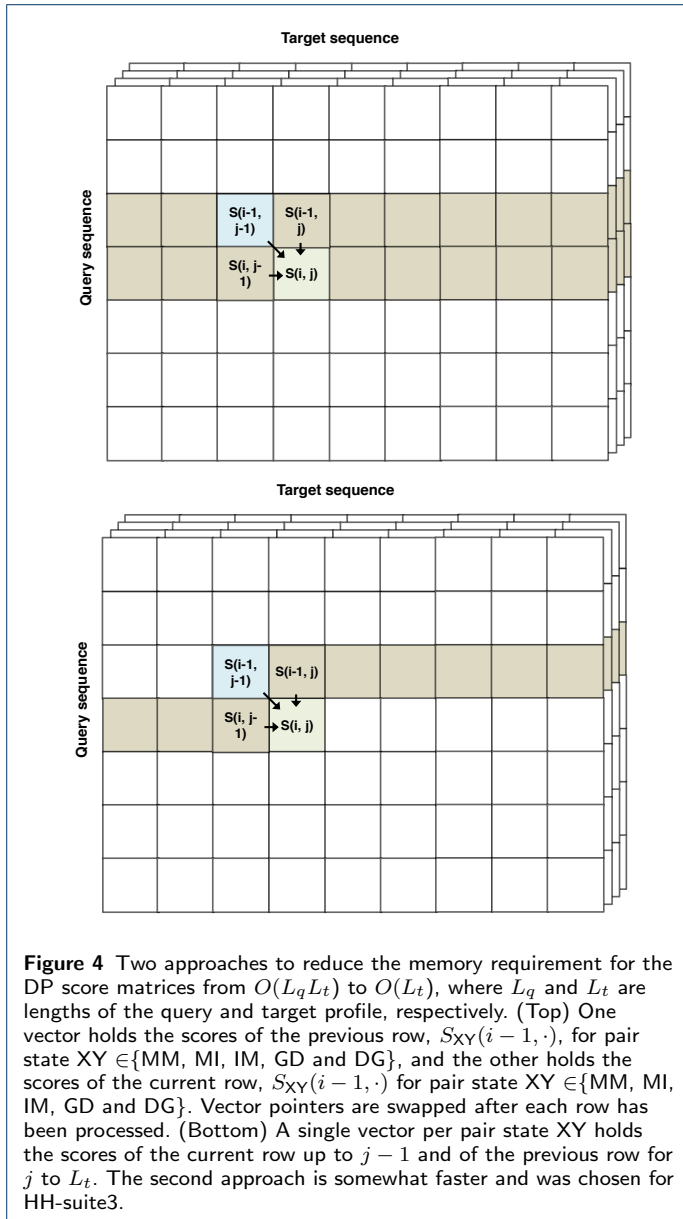 Target sequence
Query sequence
S(i-1,
j-1)
S(i-1,
j)
S(i, j-
1)
S(i, j)
Target sequence
Query sequence
S(i-1,
j-1)
S(i-1, j)
S(i, j-
1)
S(i, j)
Figure 4 Two approaches to reduce the memory requirement for the
DP score matrices from O(LqLt) to O(Lt), where Lq and Lt are
lengths of the query and target profile, respectively. (Top) One
vector holds the scores of the previous row, SXY(i − 1, ·), for pair
state XY ∈{MM, MI, IM, GD and DG}, and the other holds the
scores of the current row, SXY(i − 1, ·) for pair state XY ∈{MM, MI,
IM, GD and DG}. Vector pointers are swapped after each row has
been processed. (Bottom) A single vector per pair state XY holds
the scores of the current row up to j − 1 and of the previous row for
j to Lt. The second approach is somewhat faster and was chosen for
HH-suite3.